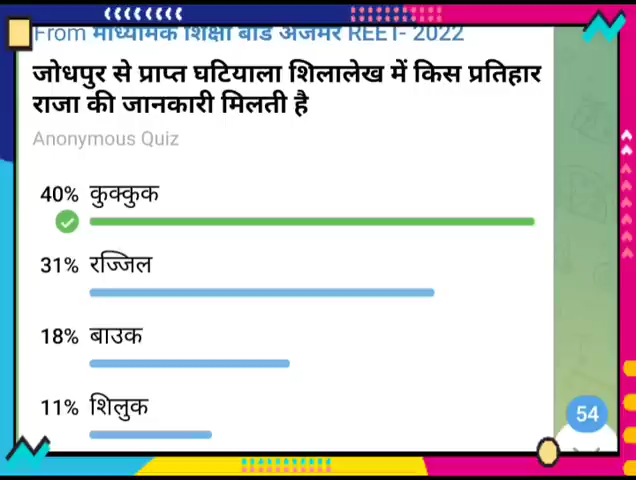 From माध्यमिक शिक्षा बोर्ड अजमेर REET- 2022
जोधपुर से प्राप्त घटियाला शिलालेख में किस प्रतिहार
राजा की जानकारी मिलती है
Anonymous Quiz
40% कुक्कुक
31% रज्जिल
18% बाउक
11% शिलुक
54